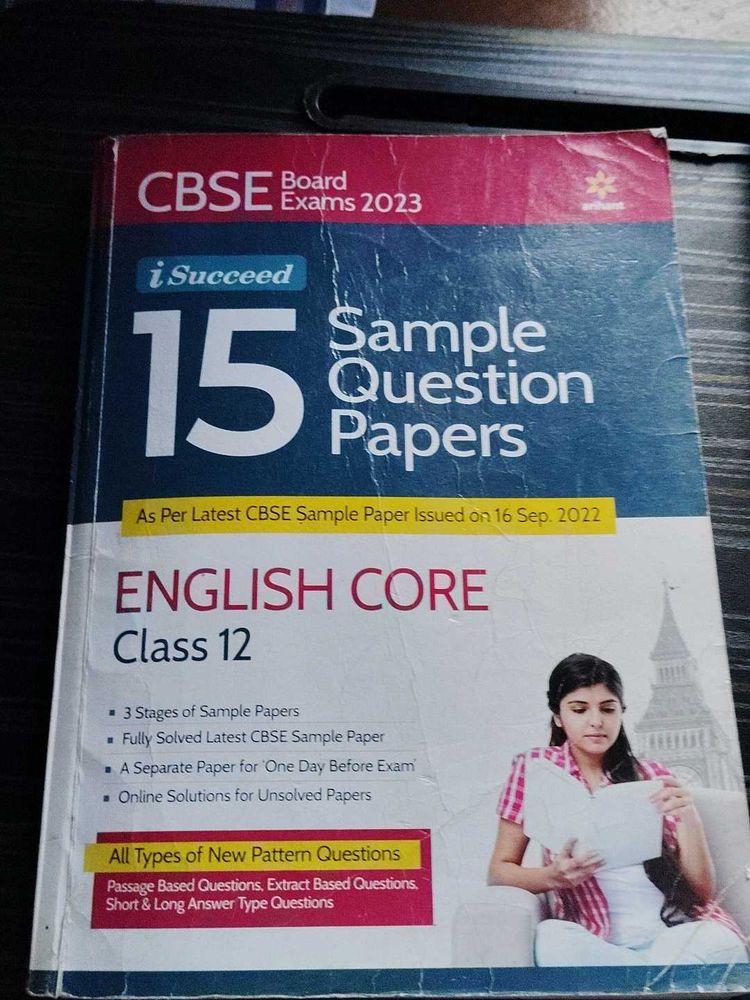 CBSE Board
Exams 2023
arihant
i Succeed
15 Sample
Question
Papers
As Per Latest CBSE Sample Paper Issued on 16 Sep. 2022
ENGLISH CORE
Class 12
▪ 3 Stages of Sample Papers
▪ Fully Solved Latest CBSE Sample Paper
▪ A Separate Paper for 'One Day Before Exam'
▪ Online Solutions for Unsolved Papers
All Types of New Pattern Questions
Passage Based Questions, Extract Based Questions,
Short & Long Answer Type Questions